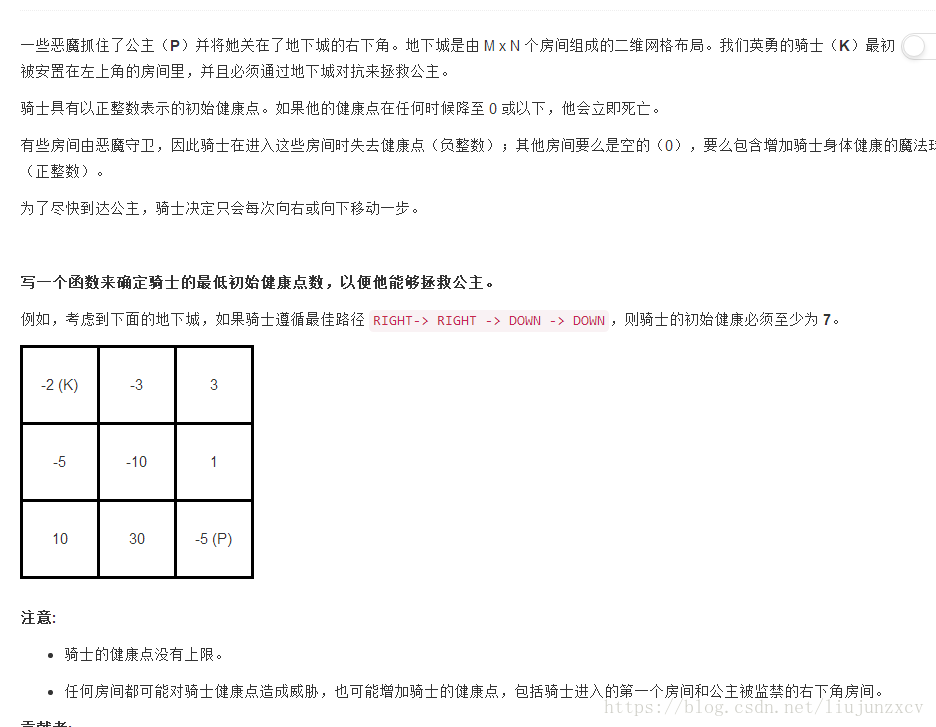 一些恶魔抓住了公主（P）并将她关在了地下城的右下角。地下城是由 M x N 个房间组成的二维网格布局。我们英勇的骑士（K）最初
被安置在左上角的房间里，并且必须通过地下城对抗来拯救公主。
骑士具有以正整数表示的初始健康点。如果他的健康点在任何时候降至 0 或以下，他会立即死亡。
有些房间由恶魔守卫，因此骑士在进入这些房间时失去健康点（负整数）；其他房间要么是空的（0），要么包含增加骑士身体健康的魔法球
（正整数）。
为了尽快到达公主，骑士决定只会每次向右或向下移动一步。
写一个函数来确定骑士的最低初始健康点数，以便他能够拯救公主。
例如，考虑到下面的地下城，如果骑士遵循最佳路径 RIGHT-> RIGHT -> DOWN -> DOWN，则骑士的初始健康必须至少为 7。
-2 (K) -3 3
-5 -10 1
10 30 -5 (P)
注意:
骑士的健康点没有上限。
任何房间都可能对骑士健康点造成威胁，也可能增加骑士的健康点，包括骑士进入的第一个房间和公主被监禁的右下角房间。
https://blog.csdn.net/liujunzxcv
贡献者: